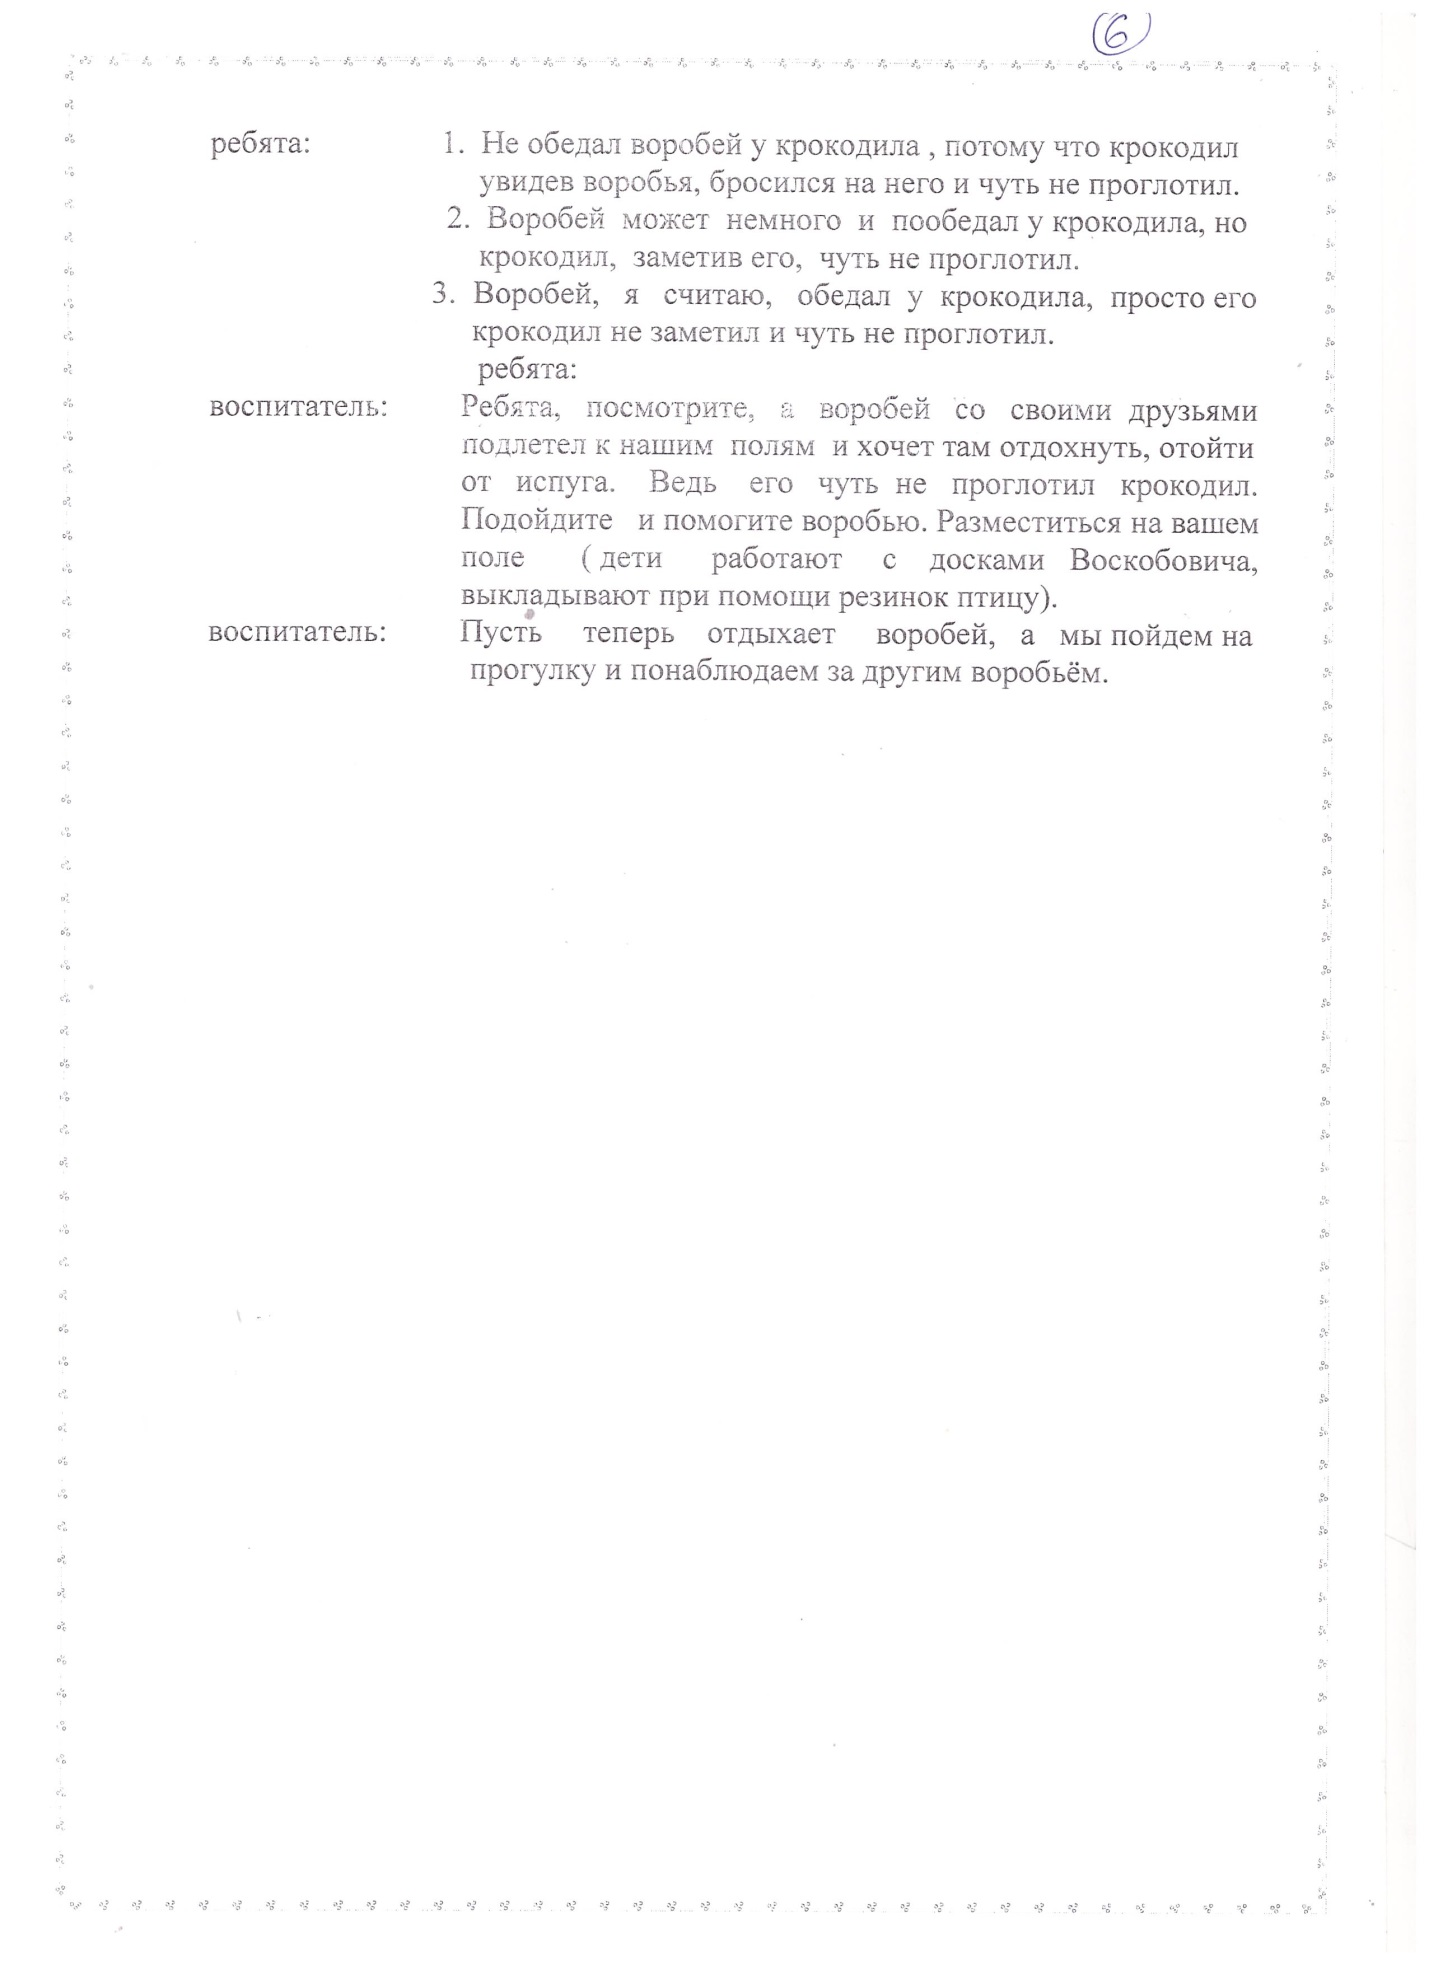 6
ребята: 1. Не обедал воробей у крокодила , потому что крокодил
увидев воробья, бросился на него и чуть не проглотил.
2. Воробей может немного и пообедал у крокодила, но
крокодил, заметив его, чуть не проглотил.
3. Воробей, я считаю, обедал у крокодила, просто его
крокодил не заметил и чуть не проглотил.
ребята:
воспитатель: Ребята, посмотрите, а воробей со своими друзьями
подлетел к нашим полям и хочет там отдохнуть, отойти
от испуга. Ведь его чуть не проглотил крокодил.
Подойдите и помогите воробью. Разместиться на вашем
поле ( дети работают с досками Воскобовича,
выкладывают при помощи резинок птицу).
воспитатель: Пусть теперь отдыхает воробей, а мы пойдем на
прогулку и понаблюдаем за другим воробьём.